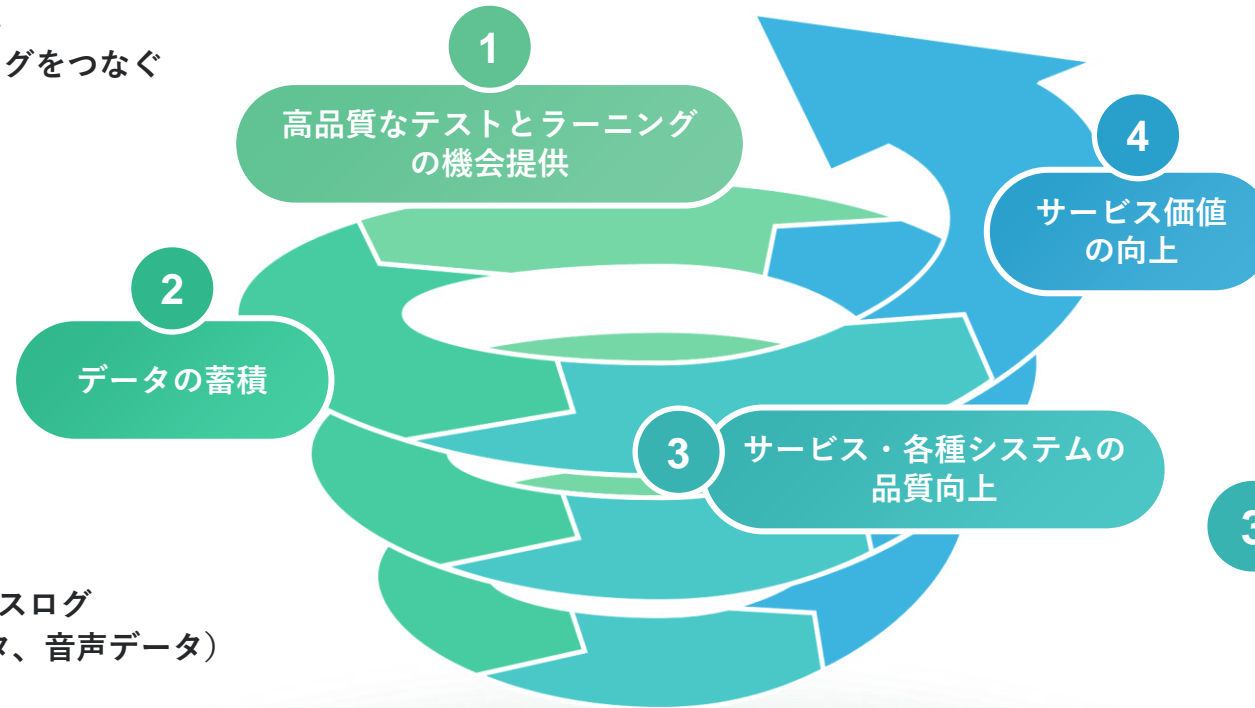 グをつなぐ
1
高品質なテストとラーニング
の機会提供
4
サービス価値
の向上
2
データの蓄積
3
サービス・各種システムの
品質向上
3
スログ
タ、音声データ）